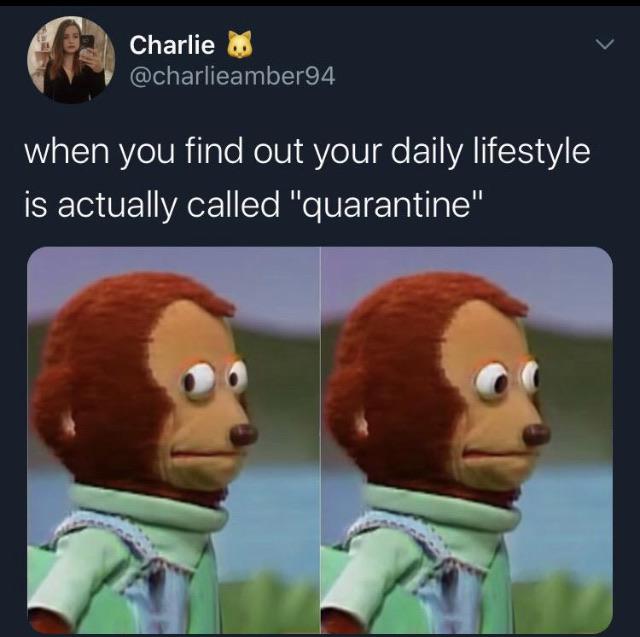 Charlie 🐱
@charlieamber94
when you find out your daily lifestyle
is actually called "quarantine"